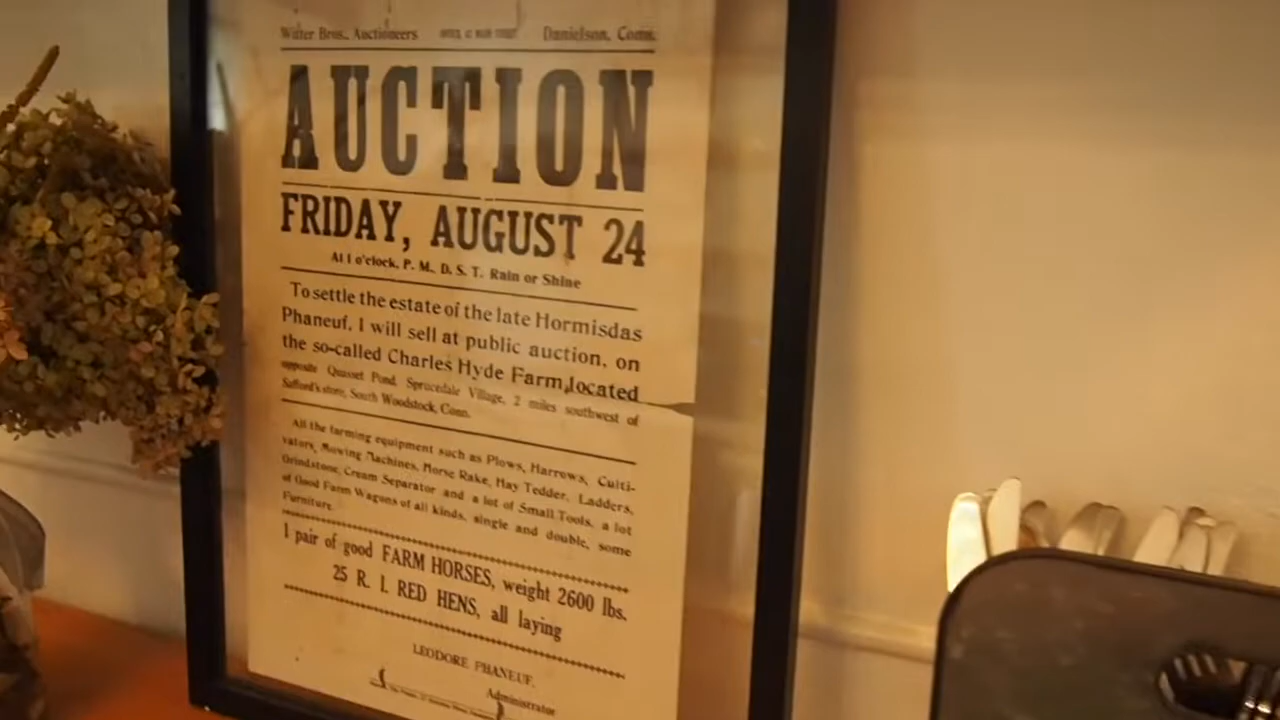 Witter Bros., Auctioneers Danielson, Conn.
AUCTION
FRIDAY, AUGUST 24
At 1 o'clock, P. M., D. S. T. Rain or Shine
To settle the estate of the late Hormisdas
Phaneuf, I will sell at public auction, on
the so-called Charles Hyde Farm, located
opposite Quasset Pond, Sprucedale Village, 2 miles southwest of
Safford's store, South Woodstock, Conn.
All the farming equipment such as Plows, Harrows, Culti-
vators, Mowing Machines, Horse Rake, Hay Tedder, Ladders,
Grindstone, Cream Separator and a lot of Small Tools, a lot
of Good Farm Wagons of all kinds, single and double, some
Furniture.
1 pair of good FARM HORSES, weight 2600 lbs.
25 R. I. RED HENS, all laying
LEODORE PHANEUF,
Administrator